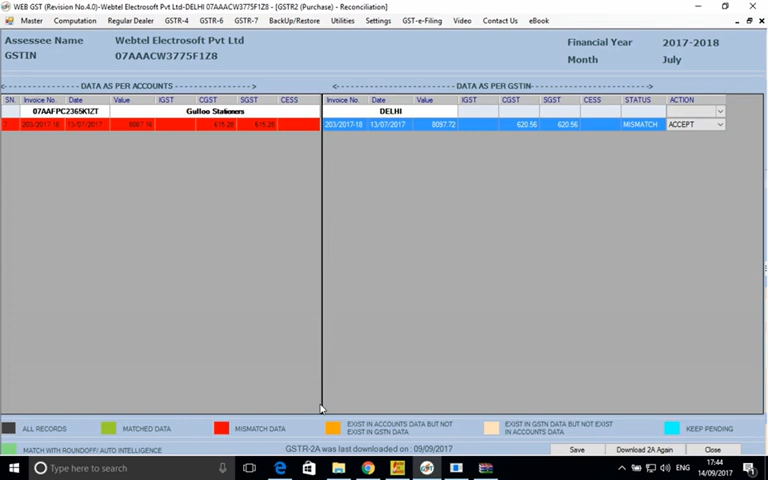 WEB GST (Revision No.4.0)-Webtel Electrosoft Pvt Ltd-DELHI 07AAACW3775F1Z8 - [GSTR2 (Purchase) - Reconciliation]
Master Computation Regular Dealer GSTR-4 GSTR-6 GSTR-7 BackUp/Restore Utilities Settings GST-e-Filing Video Contact Us eBook
Assessee Name Webtel Electrosoft Pvt Ltd Financial Year 2017-2018
GSTIN 07AAACW3775F1Z8 Month July
DATA AS PER ACCOUNTS DATA AS PER GSTIN
SN. Invoice No. Date Value IGST CGST SGST CESS Invoice No. Date Value IGST CGST SGST CESS STATUS ACTION
07AAFPC2365K1ZT Gulloo Stationers DELHI
203/2017-18 13/07/2017 8087.16 615.28 615.28 203/2017-18 13/07/2017 8097.72 620.56 620.56 MISMATCH ACCEPT
ALL RECORDS MATCHED DATA MISMATCH DATA EXIST IN ACCOUNTS DATA BUT NOT EXIST IN GSTN DATA EXIST IN GSTN DATA BUT NOT EXIST IN ACCOUNTS DATA KEEP PENDING
MATCH WITH ROUNDOFF/ AUTO INTELLIGENCE GSTR-2A was last downloaded on : 09/09/2017 Save Download 2A Again Close
Type here to search ENG 17:44
14/09/2017